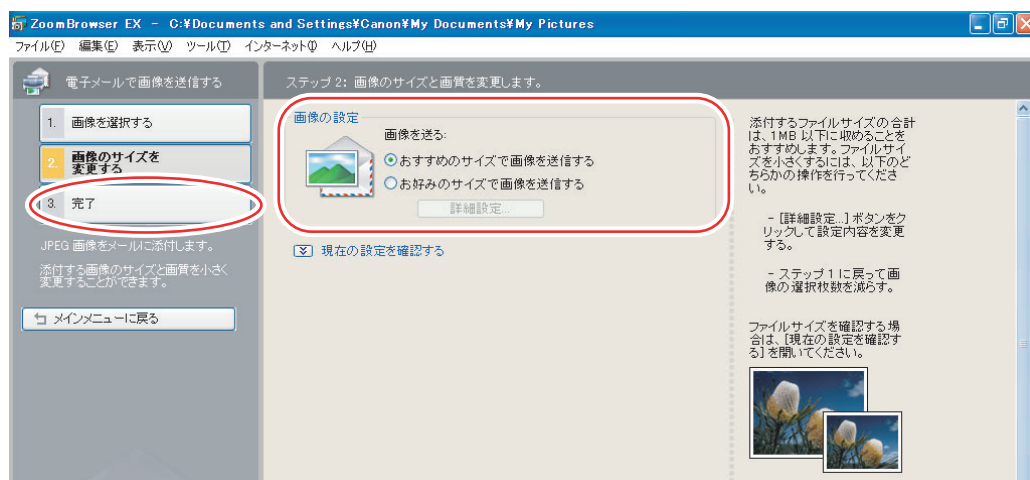 ZoomBrowser EX - C:¥Documents and Settings¥Canon¥My Documents¥My Pictures
ファイル(F) 編集(E) 表示(V) ツール(T) インターネット(I) ヘルプ(H)
電子メールで画像を送信する
ステップ 2: 画像のサイズと画質を変更します。
1. 画像を選択する
2. 画像のサイズを
変更する
3. 完了
JPEG 画像をメールに添付します。
添付する画像のサイズと画質を小さく
変更することができます。
メインメニューに戻る
画像の設定
画像を送る:
おすすめのサイズで画像を送信する
お好みのサイズで画像を送信する
詳細設定...
現在の設定を確認する
添付するファイルサイズの合計
は、1MB 以下に収めることを
おすすめします。ファイルサイ
ズを小さくするには、以下のど
ちらかの操作を行ってくださ
い。
- [詳細設定...] ボタンをク
リックして設定内容を変更
する。
- ステップ 1 に戻って画
像の選択枚数を減らす。
ファイルサイズを確認する場
合は、[現在の設定を確認す
る] を開いてください。